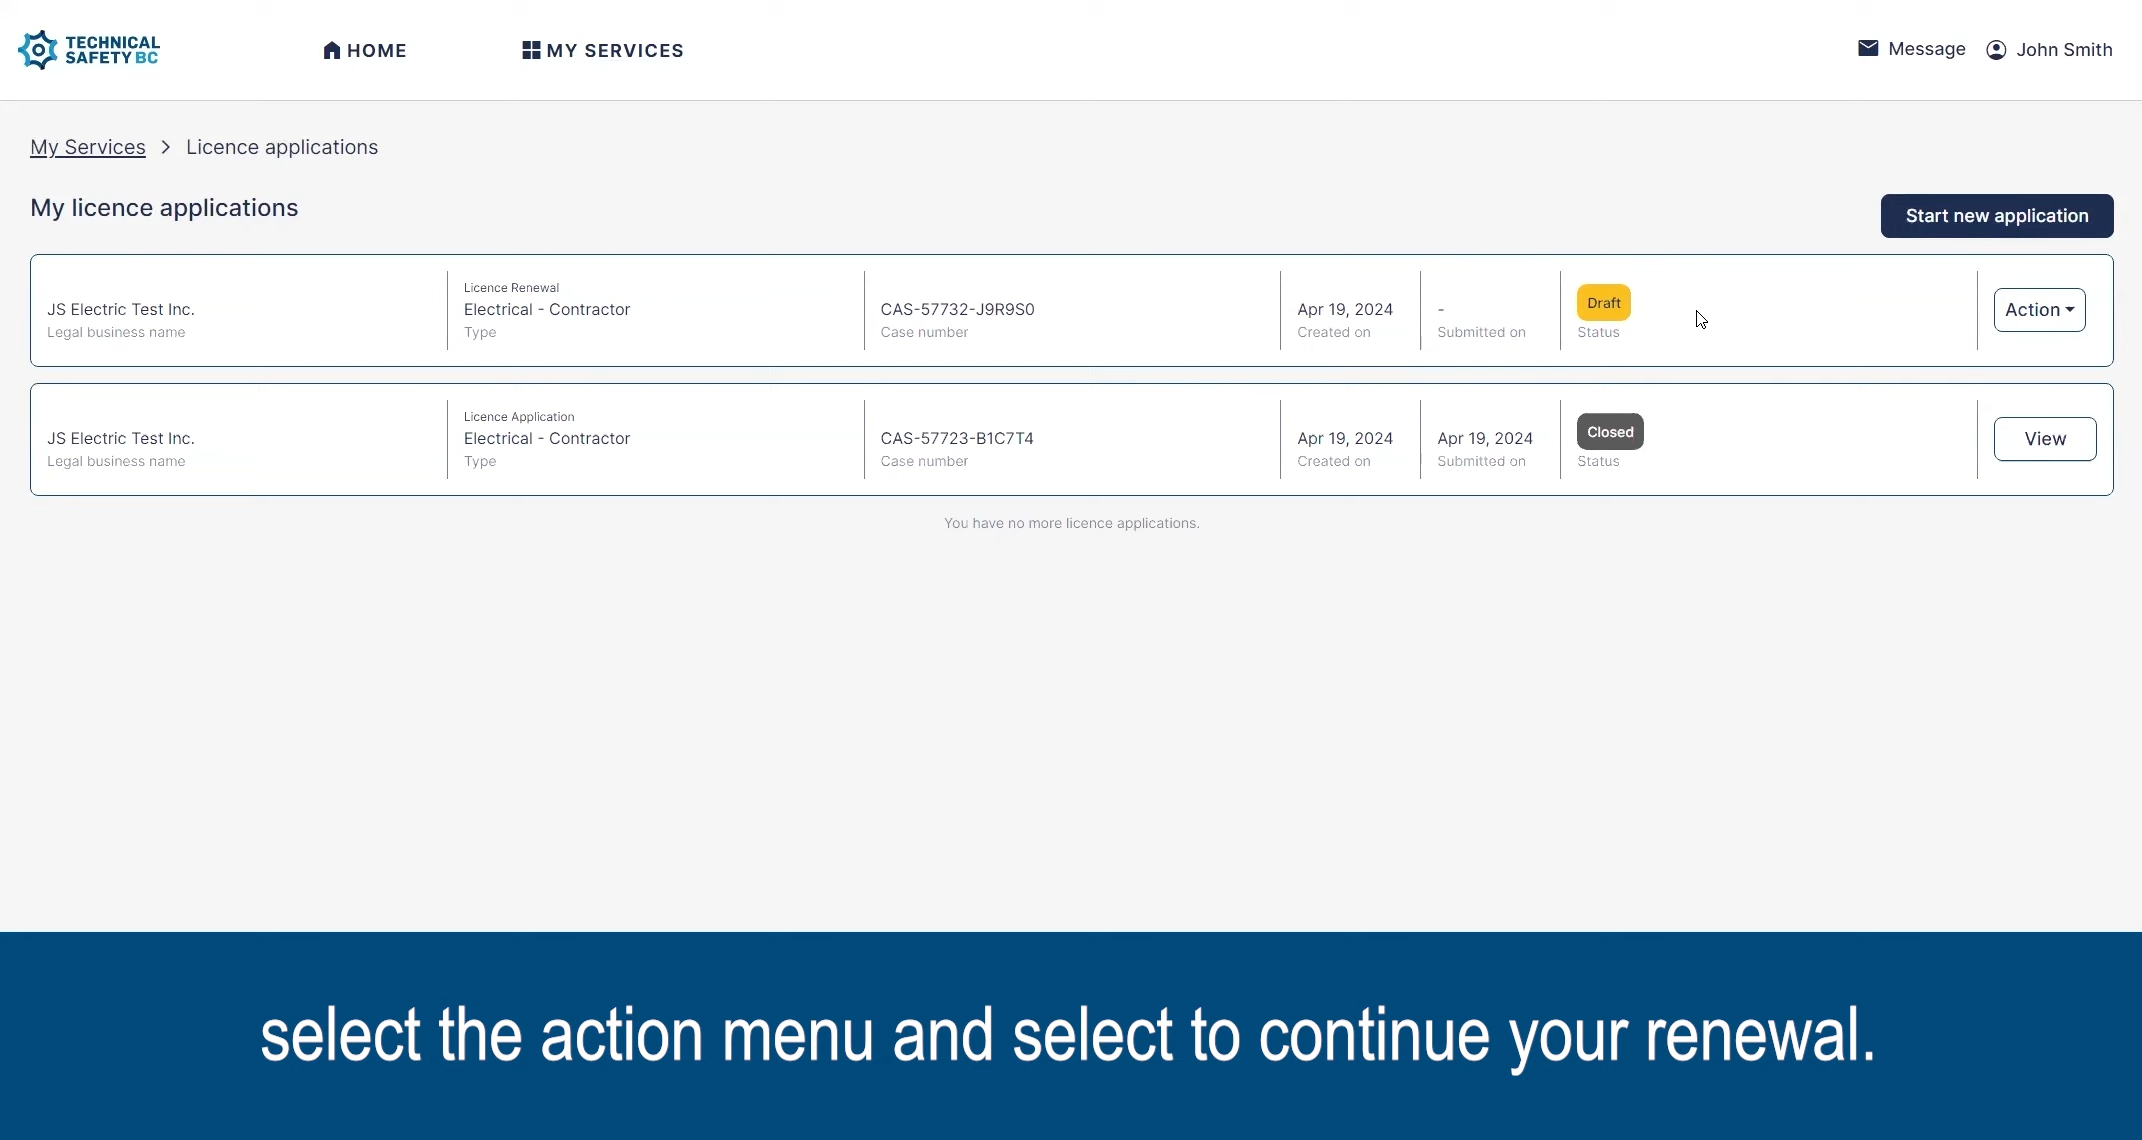 TECHNICAL
SAFETY BC
HOME
MY SERVICES
Message
John Smith
My Services > Licence applications
My licence applications
Start new application
JS Electric Test Inc.
Legal business name
Licence Renewal
Electrical - Contractor
Type
CAS-57732-J9R9S0
Case number
Apr 19, 2024
Created on
-
Submitted on
Draft
Status
Action
JS Electric Test Inc.
Legal business name
Licence Application
Electrical - Contractor
Type
CAS-57723-B1C7T4
Case number
Apr 19, 2024
Created on
Apr 19, 2024
Submitted on
Closed
Status
View
You have no more licence applications.
select the action menu and select to continue your renewal.